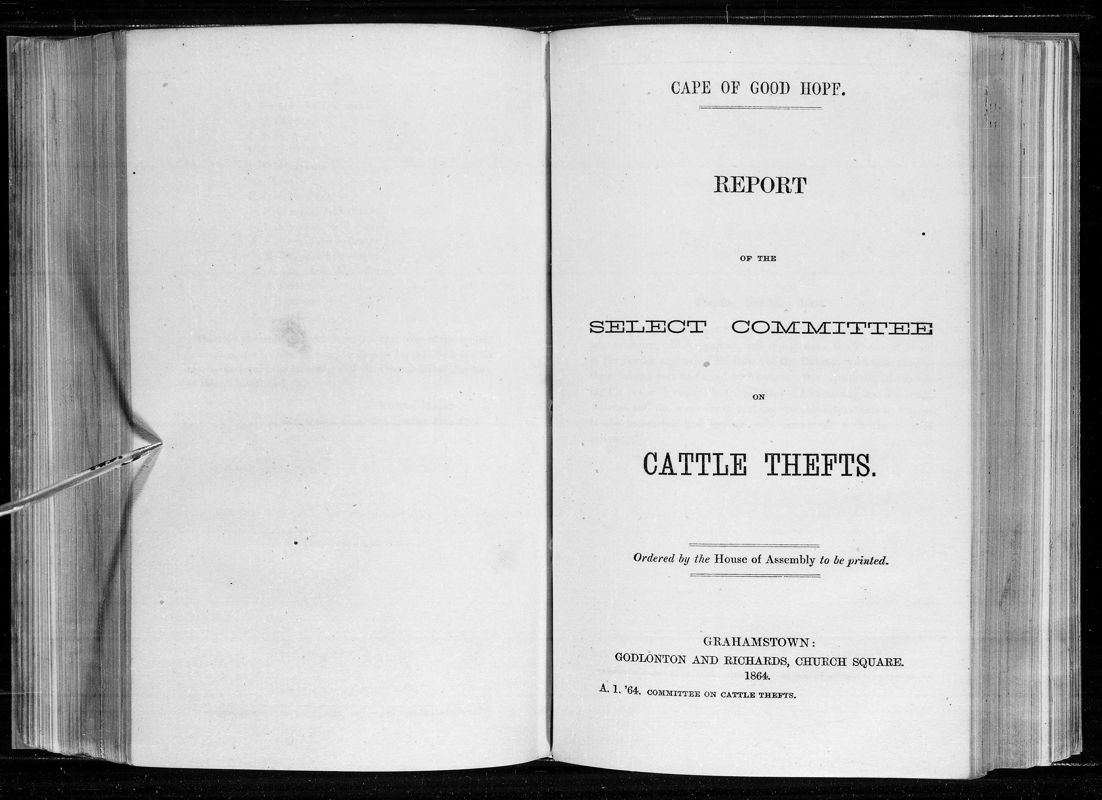 CAPE OF GOOD HOPE.
REPORT
OF THE
SELECT COMMITTEE
ON
CATTLE THEFTS.
Ordered by the House of Assembly to be printed.
GRAHAMSTOWN:
GODLONTON AND RICHARDS, CHURCH SQUARE.
1864.
A. 1. '64. COMMITTEE ON CATTLE THEFTS.